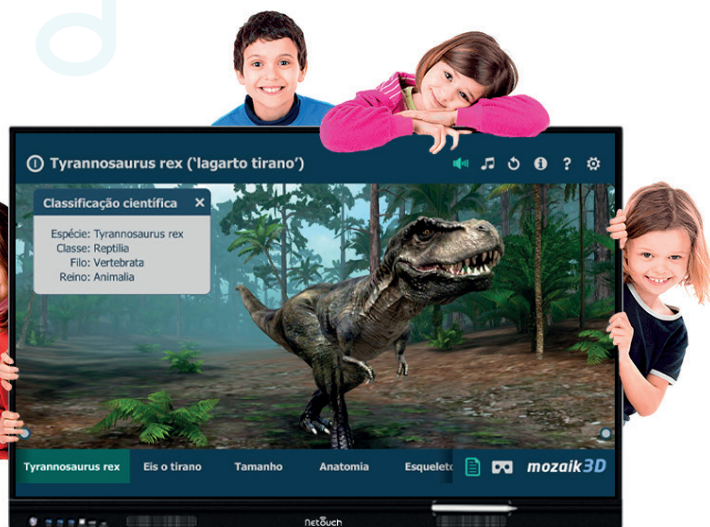 d
Tyrannosaurus rex ('lagarto tirano')
Classificação científica
Espécie: Tyrannosaurus rex
Classe: Reptilia
Filo: Vertebrata
Reino: Animalia
Tyrannosaurus rex Eis o tirano Tamanho Anatomia Esqueleto mozaik3D
netouch